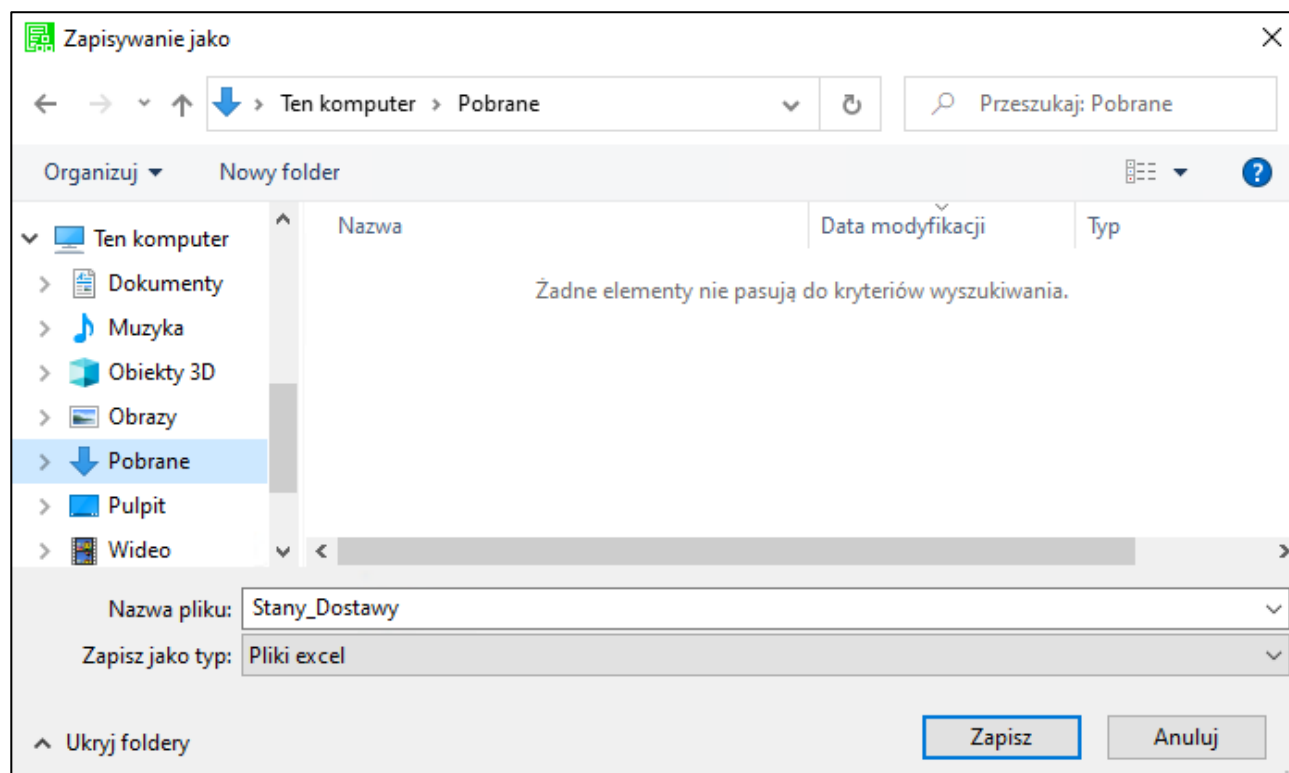 Zapisywanie jako
Ten komputer > Pobrane
Przeszukaj: Pobrane
Organizuj
Nowy folder
Nazwa
Data modyfikacji
Typ
Żadne elementy nie pasują do kryteriów wyszukiwania.
Ten komputer
Dokumenty
Muzyka
Obiekty 3D
Obrazy
Pobrane
Pulpit
Wideo
Nazwa pliku: Stany_Dostawy
Zapisz jako typ: Pliki excel
Ukryj foldery
Zapisz
Anuluj